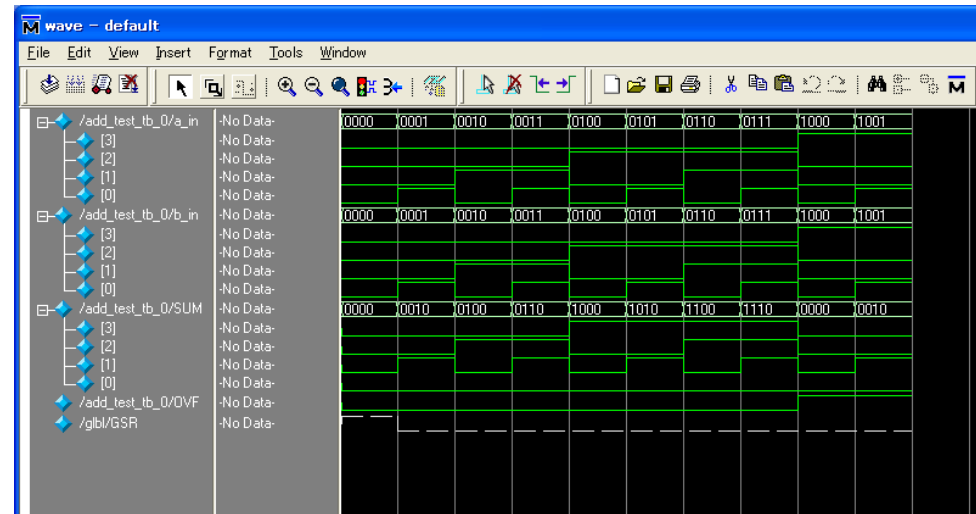 wave - default
File Edit View Insert Format Tools Window
/add_test_tb_0/a_in -No Data- 0000 0001 0010 0011 0100 0101 0110 0111 1000 1001
[3] -No Data-
[2] -No Data-
[1] -No Data-
[0] -No Data-
/add_test_tb_0/b_in -No Data- 0000 0001 0010 0011 0100 0101 0110 0111 1000 1001
[3] -No Data-
[2] -No Data-
[1] -No Data-
[0] -No Data-
/add_test_tb_0/SUM -No Data- 0000 0010 0100 0110 1000 1010 1100 1110 0000 0010
[3] -No Data-
[2] -No Data-
[1] -No Data-
[0] -No Data-
/add_test_tb_0/OVF -No Data-
/glbl/GSR -No Data-